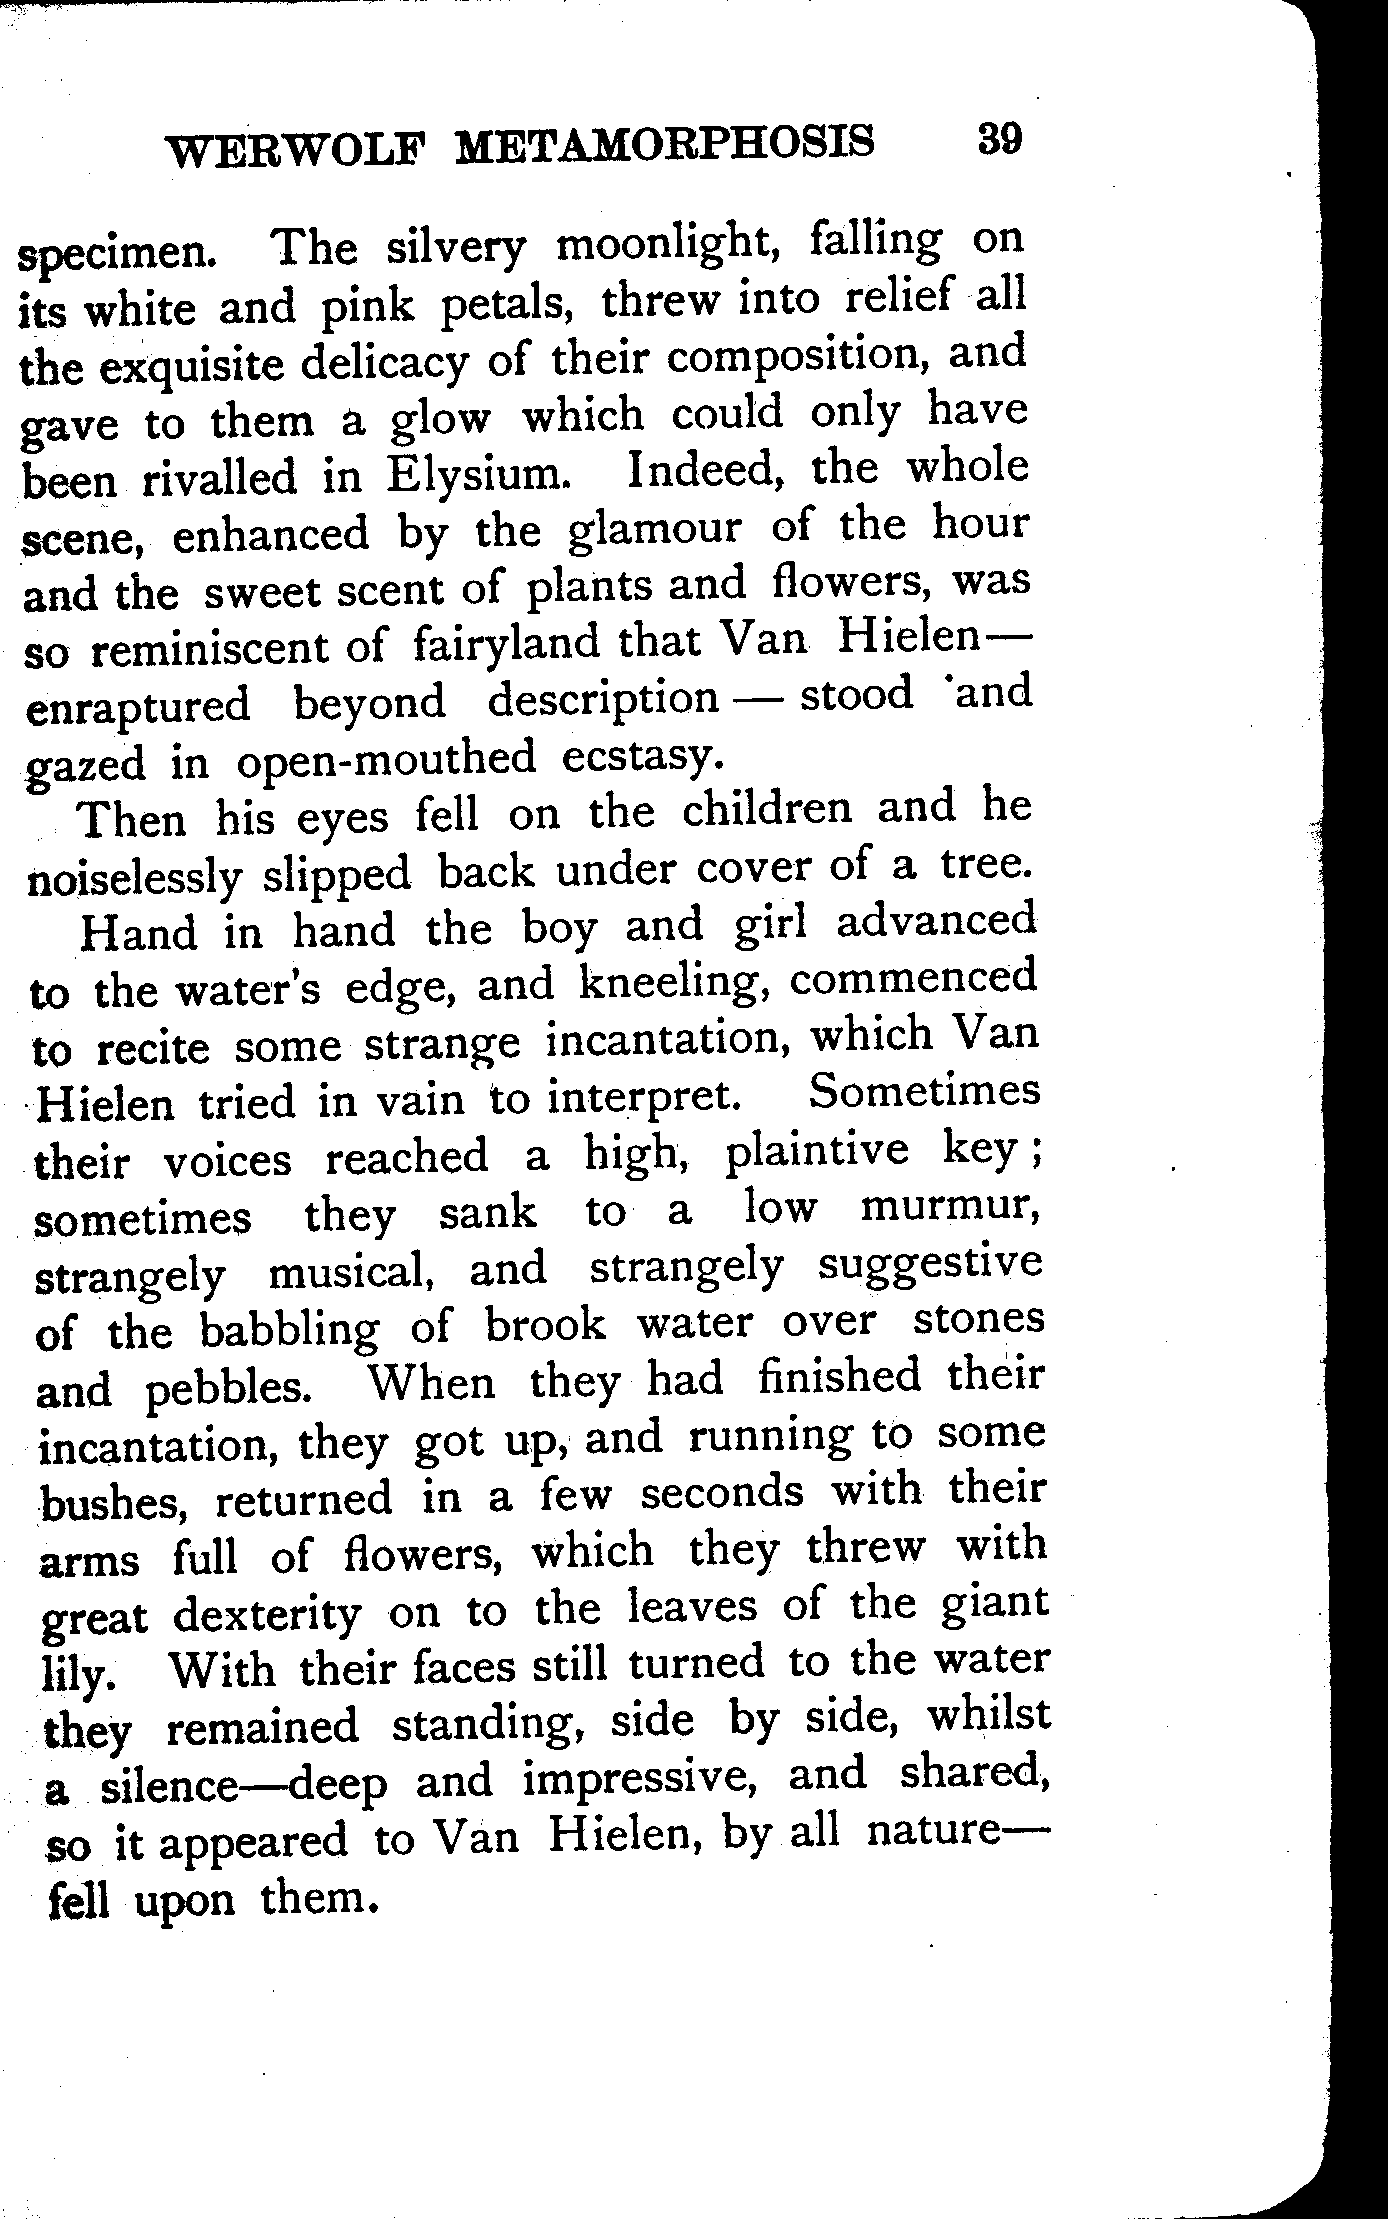 WERWOLF METAMORPHOSIS 39
specimen. The silvery moonlight, falling on
its white and pink petals, threw into relief all
the exquisite delicacy of their composition, and
gave to them a glow which could only have
been rivalled in Elysium. Indeed, the whole
scene, enhanced by the glamour of the hour
and the sweet scent of plants and flowers, was
so reminiscent of fairyland that Van Hielen—
enraptured beyond description — stood and
gazed in open-mouthed ecstasy.
Then his eyes fell on the children and he
noiselessly slipped back under cover of a tree.
Hand in hand the boy and girl advanced
to the water's edge, and kneeling, commenced
to recite some strange incantation, which Van
Hielen tried in vain to interpret. Sometimes
their voices reached a high, plaintive key ;
sometimes they sank to a low murmur,
strangely musical, and strangely suggestive
of the babbling of brook water over stones
and pebbles. When they had finished their
incantation, they got up, and running to some
bushes, returned in a few seconds with their
arms full of flowers, which they threw with
great dexterity on to the leaves of the giant
lily. With their faces still turned to the water
they remained standing, side by side, whilst
a silence—deep and impressive, and shared,
so it appeared to Van Hielen, by all nature—
fell upon them.